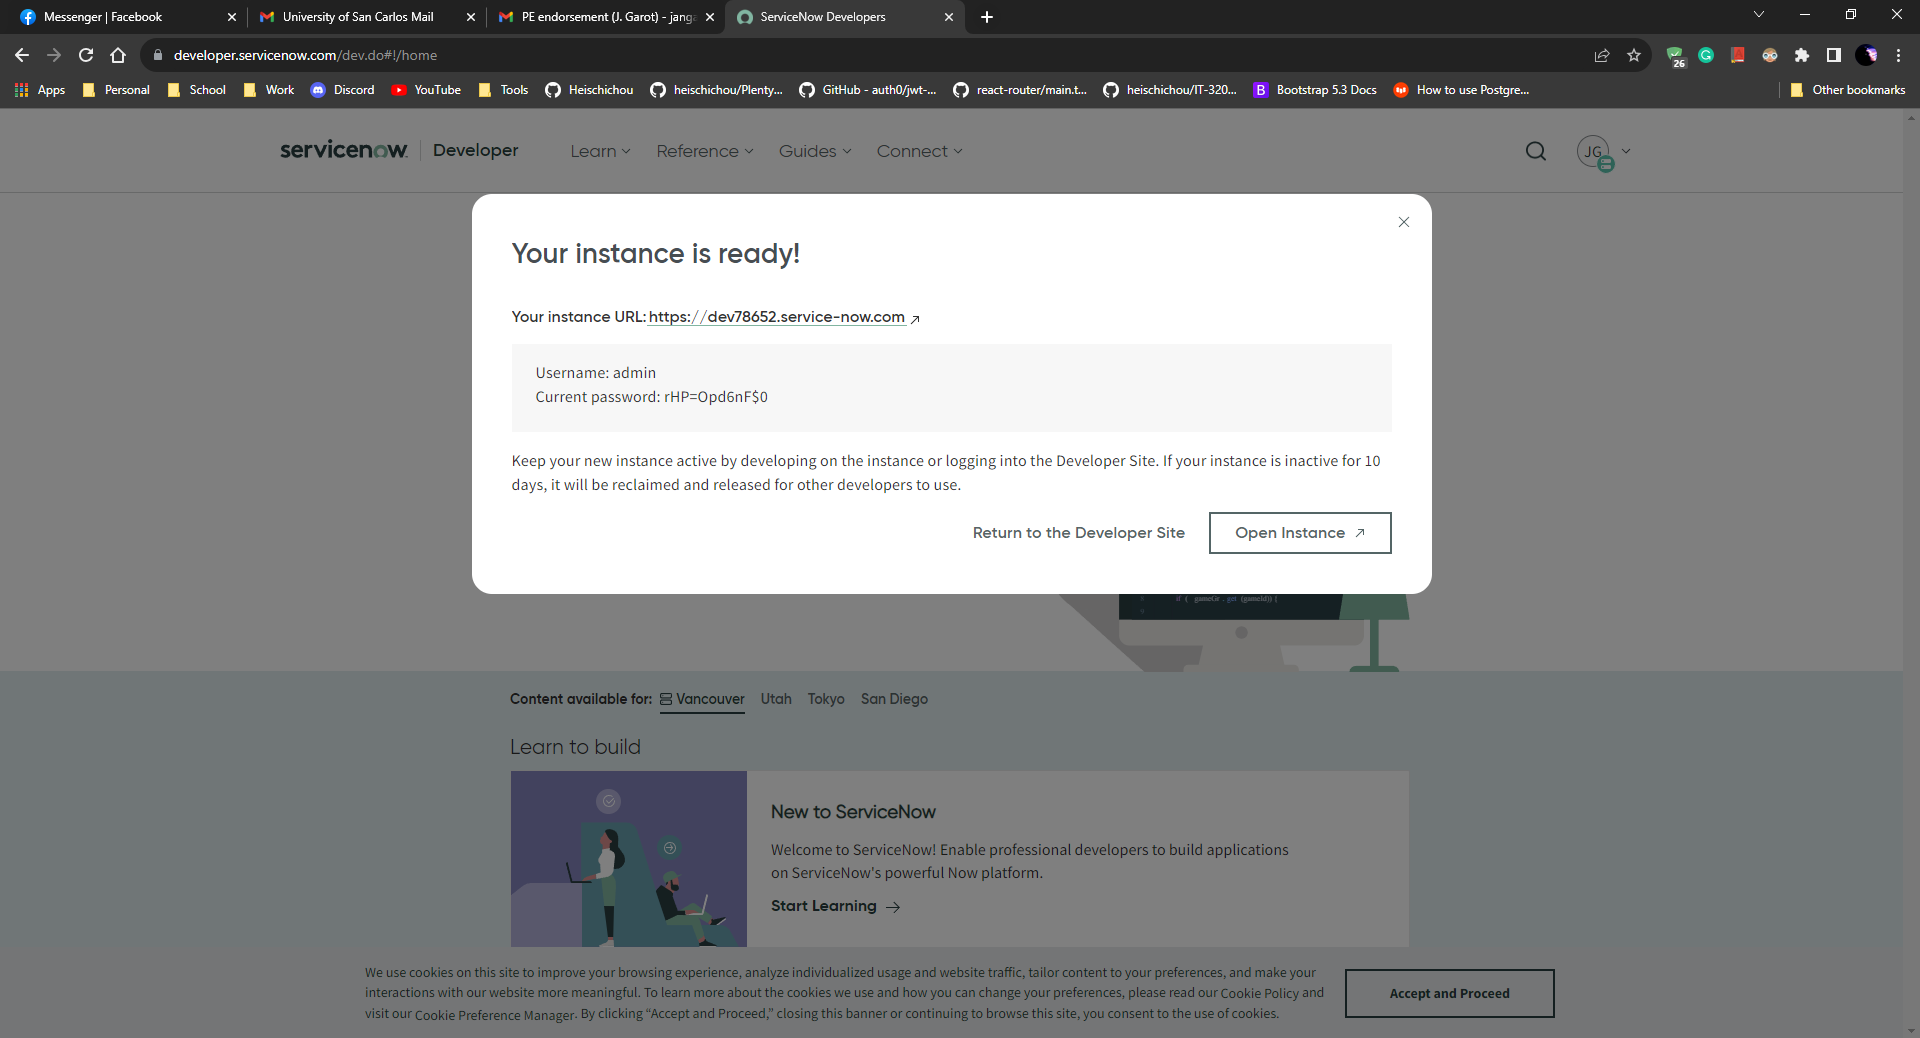 Messenger | Facebook
University of San Carlos Mail
PE endorsement (J. Garot) - janga
ServiceNow Developers
developer.servicenow.com/dev.do#!/home
26
Apps
Personal
School
Work
Discord
YouTube
Tools
Heischichou
heischichou/Plenty...
GitHub - auth0/jwt-...
react-router/main.t...
heischichou/IT-320...
Bootstrap 5.3 Docs
How to use Postgre...
Other bookmarks
servicenow
Developer
Learn
Reference
Guides
Connect
JG
Your instance is ready!
Your instance URL: https://dev78652.service-now.com
Username: admin
Current password: rHP=Opd6nF$0
Keep your new instance active by developing on the instance or logging into the Developer Site. If your instance is inactive for 10
days, it will be reclaimed and released for other developers to use.
Return to the Developer Site
Open Instance
Content available for:
Vancouver
Utah
Tokyo
San Diego
Learn to build
New to ServiceNow
Welcome to ServiceNow! Enable professional developers to build applications
on ServiceNow's powerful Now platform.
Start Learning
We use cookies on this site to improve your browsing experience, analyze individualized usage and website traffic, tailor content to your preferences, and make your
interactions with our website more meaningful. To learn more about the cookies we use and how you can change your preferences, please read our Cookie Policy and
visit our Cookie Preference Manager. By clicking “Accept and Proceed,” closing this banner or continuing to browse this site, you consent to the use of cookies.
Accept and Proceed